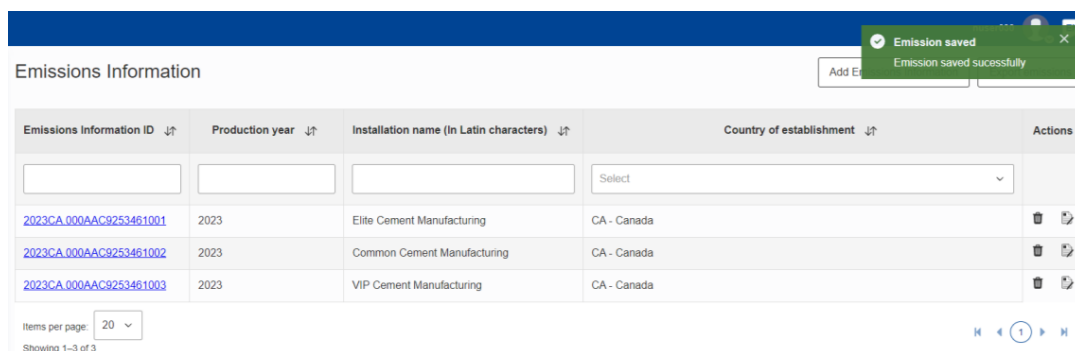 Emission saved
Emission saved sucessfully
Emissions Information
Add
Emissions Information ID Production year Installation name (In Latin characters) Country of establishment Actions
Select
2023CA.000AAC9253461001 2023 Elite Cement Manufacturing CA - Canada
2023CA.000AAC9253461002 2023 Common Cement Manufacturing CA - Canada
2023CA.000AAC9253461003 2023 VIP Cement Manufacturing CA - Canada
Items per page: 20
1
Showing 1–3 of 3